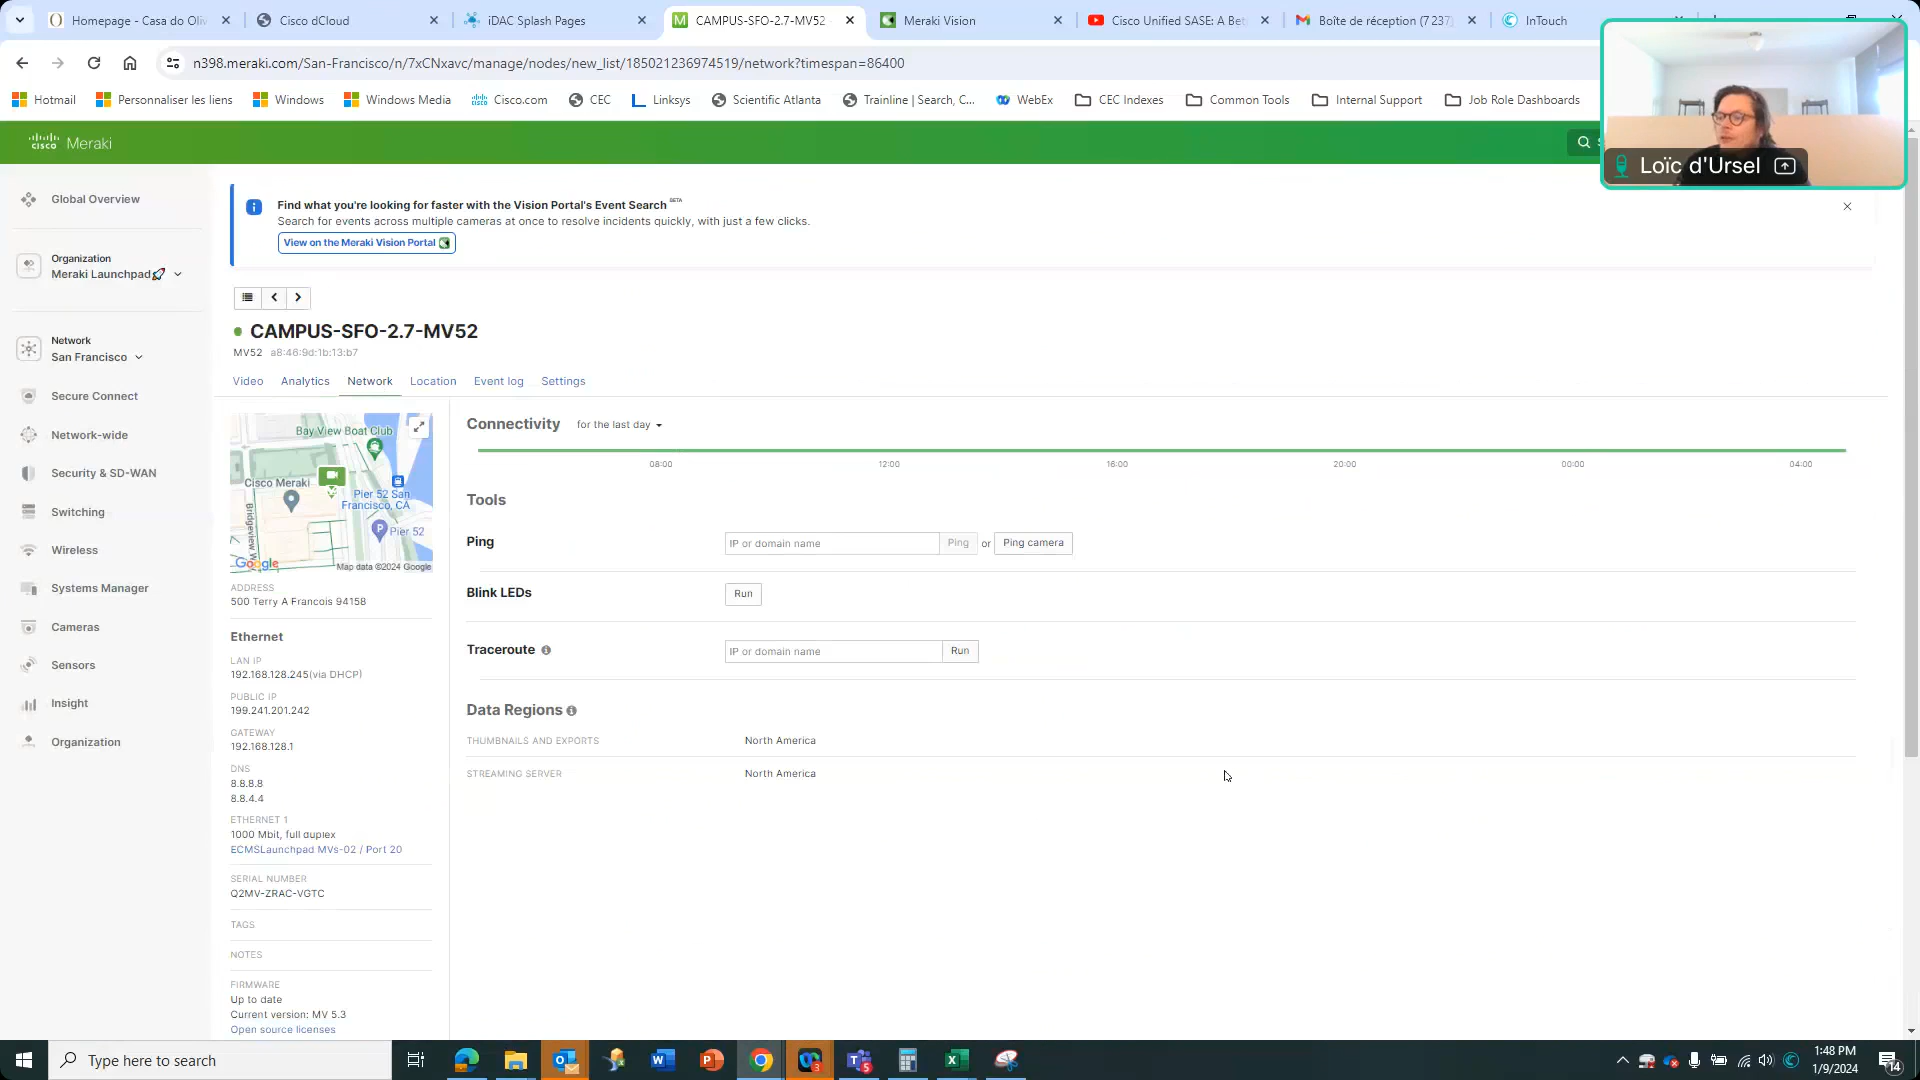 Homepage - Casa do Oliv
Cisco dCloud
iDAC Splash Pages
CAMPUS-SFO-2.7-MV52
Meraki Vision
Cisco Unified SASE: A Bet
Boîte de réception (7 237
InTouch
n398.meraki.com/San-Francisco/n/7xCNxavc/manage/nodes/new_list/185021236974519/network?timespan=86400
Hotmail
Personnaliser les liens
Windows
Windows Media
Cisco.com
CEC
Linksys
Scientific Atlanta
Trainline | Search, C...
WebEx
CEC Indexes
Common Tools
Internal Support
Job Role Dashboards
cisco Meraki
Loïc d'Ursel
Global Overview
Organization
Meraki Launchpad🚀
Network
San Francisco
Secure Connect
Network-wide
Security & SD-WAN
Switching
Wireless
Systems Manager
Cameras
Sensors
Insight
Organization
Find what you're looking for faster with the Vision Portal's Event Search BETA
Search for events across multiple cameras at once to resolve incidents quickly, with just a few clicks.
View on the Meraki Vision Portal
CAMPUS-SFO-2.7-MV52
MV52 a8:46:9d:1b:13:b7
Video
Analytics
Network
Location
Event log
Settings
Bay View Boat Club
Cisco Meraki
Pier 52 San
Francisco, CA
Pier 52
Bridgeview W
Google
Map data ©2024 Google
ADDRESS
500 Terry A Francois 94158
Ethernet
LAN IP
192.168.128.245(via DHCP)
PUBLIC IP
199.241.201.242
GATEWAY
192.168.128.1
DNS
8.8.8.8
8.8.4.4
ETHERNET 1
1000 Mbit, full duplex
ECMSLaunchpad MVs-02 / Port 20
SERIAL NUMBER
Q2MV-ZRAC-VGTC
TAGS
NOTES
FIRMWARE
Up to date
Current version: MV 5.3
Open source licenses
Connectivity
for the last day
08:00
12:00
16:00
20:00
00:00
04:00
Tools
Ping
IP or domain name
Ping
or
Ping camera
Blink LEDs
Run
Traceroute
IP or domain name
Run
Data Regions
THUMBNAILS AND EXPORTS
North America
STREAMING SERVER
North America
Type here to search
1:48 PM
1/9/2024
14